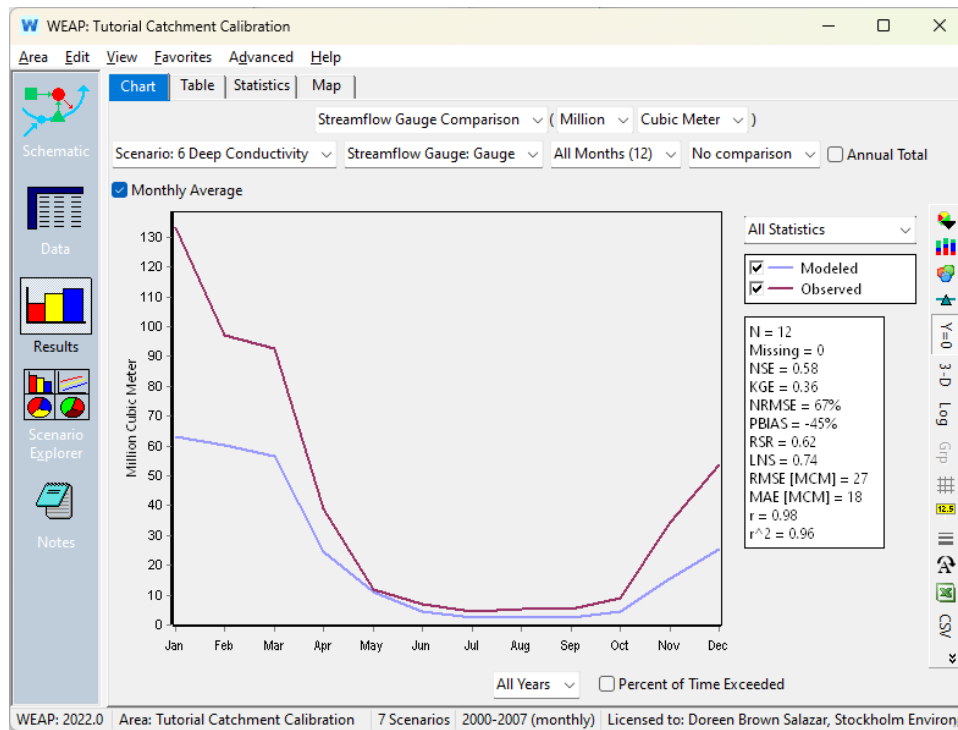 WEAP: Tutorial Catchment Calibration
Area Edit View Favorites Advanced Help
Chart Table Statistics Map
Streamflow Gauge Comparison ( Million Cubic Meter )
Scenario: 6 Deep Conductivity Streamflow Gauge: Gauge All Months (12) No comparison Annual Total
Monthly Average
Schematic
Data
Results
Scenario
Explorer
Notes
Million Cubic Meter
130
120
110
100
90
80
70
60
50
40
30
20
10
0
Jan Feb Mar Apr May Jun Jul Aug Sep Oct Nov Dec
All Statistics
Modeled
Observed
N = 12
Missing = 0
NSE = 0.58
KGE = 0.36
NRMSE = 67%
PBIAS = -45%
RSR = 0.62
LNS = 0.74
RMSE [MCM] = 27
MAE [MCM] = 18
r = 0.98
r^2 = 0.96
Y=0
3-D
Log
Grp
12.5
CSV
All Years Percent of Time Exceeded
WEAP: 2022.0 Area: Tutorial Catchment Calibration 7 Scenarios 2000-2007 (monthly) Licensed to: Doreen Brown Salazar, Stockholm Environ